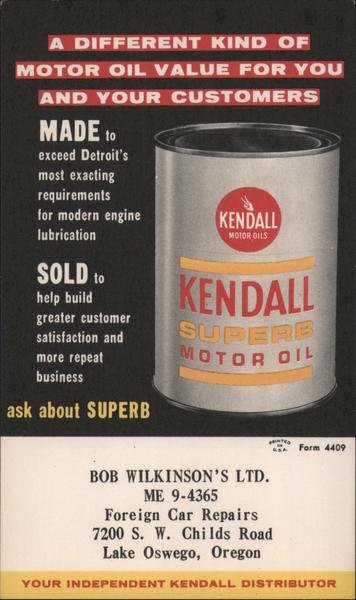 A DIFFERENT KIND OF
MOTOR OIL VALUE FOR YOU
AND YOUR CUSTOMERS
MADE to
exceed Detroit's
most exacting
requirements
for modern engine
lubrication
SOLD to
help build
greater customer
satisfaction and
more repeat
business
ask about SUPERB
KENDALL
MOTOR OILS
KENDALL
SUPERB
MOTOR OIL
PRINTED
IN
U.S.A.
Form 4409
BOB WILKINSON'S LTD.
ME 9-4365
Foreign Car Repairs
7200 S. W. Childs Road
Lake Oswego, Oregon
YOUR INDEPENDENT KENDALL DISTRIBUTOR